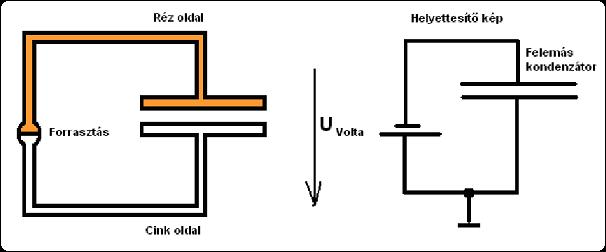 Réz oldal
Helyettesítő kép
Felemás
kondenzátor
Forrasztás
U Volta
Cink oldal